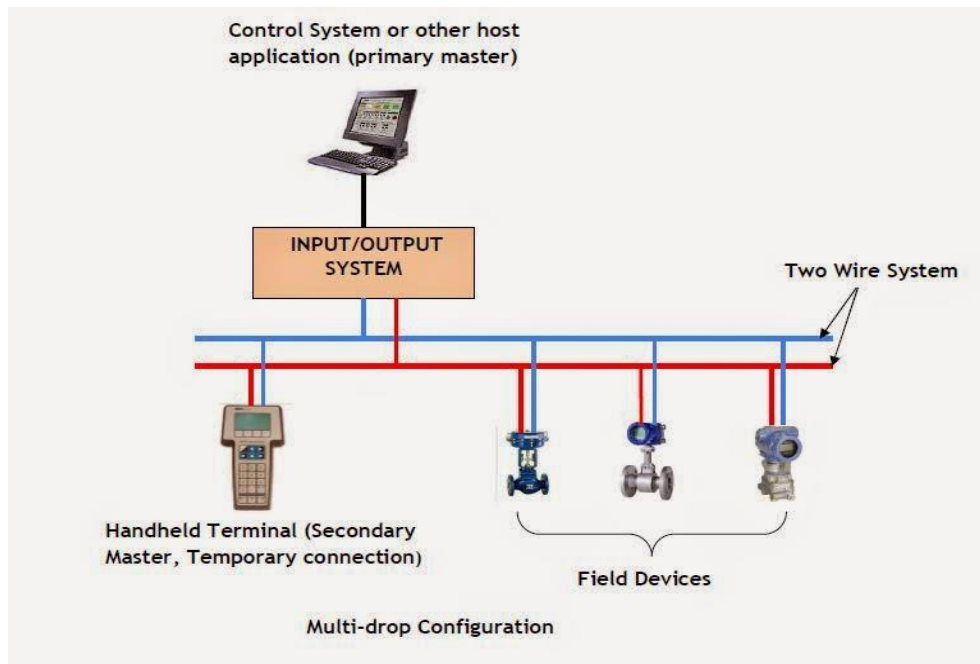 Control System or other host
application (primary master)
INPUT/OUTPUT
SYSTEM
Two Wire System
Handheld Terminal (Secondary
Master, Temporary connection)
Field Devices
Multi-drop Configuration